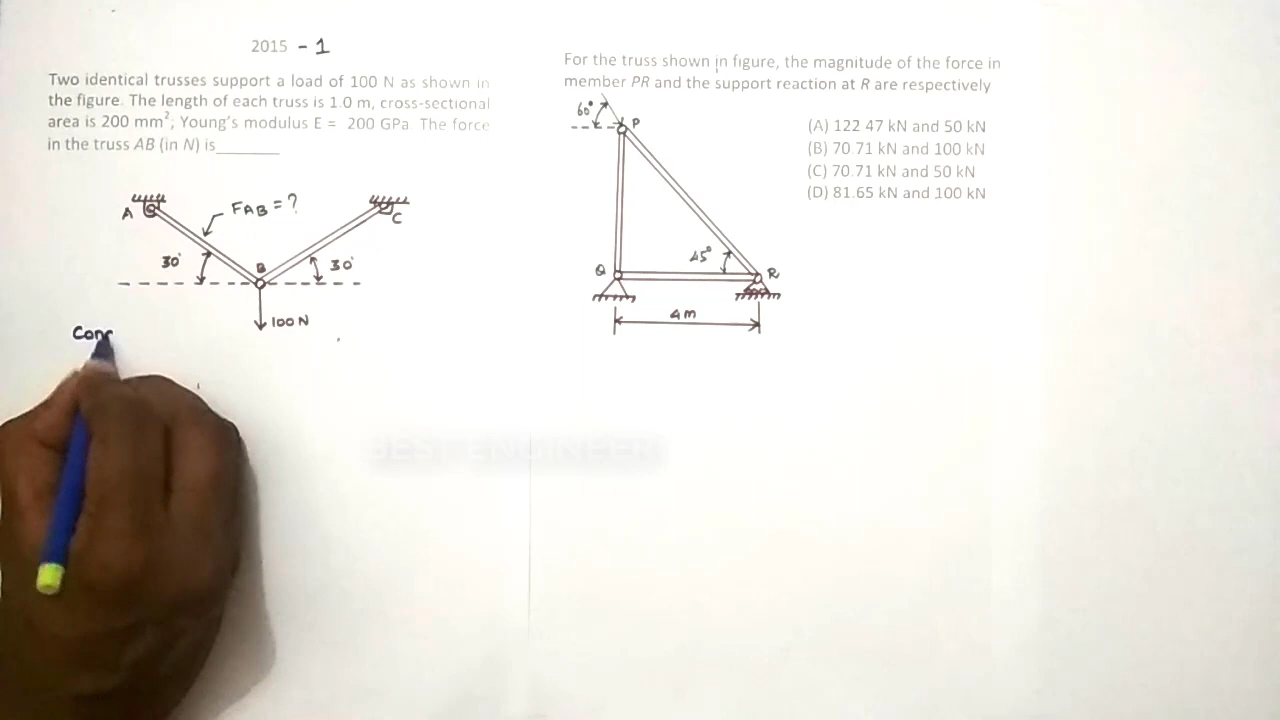 2015 - 1
Two identical trusses support a load of 100 N as shown in
the figure. The length of each truss is 1.0 m, cross-sectional
area is 200 mm², Young's modulus E = 200 GPa. The force
in the truss AB (in N) is________
A
FAB = ?
C
30°
B
30°
100 N
Conc
For the truss shown in figure, the magnitude of the force in
member PR and the support reaction at R are respectively
60°
P
(A) 122 47 kN and 50 kN
(B) 70 71 kN and 100 kN
(C) 70.71 kN and 50 kN
(D) 81.65 kN and 100 kN
45°
Q
R
4m
BEST ENGINEER